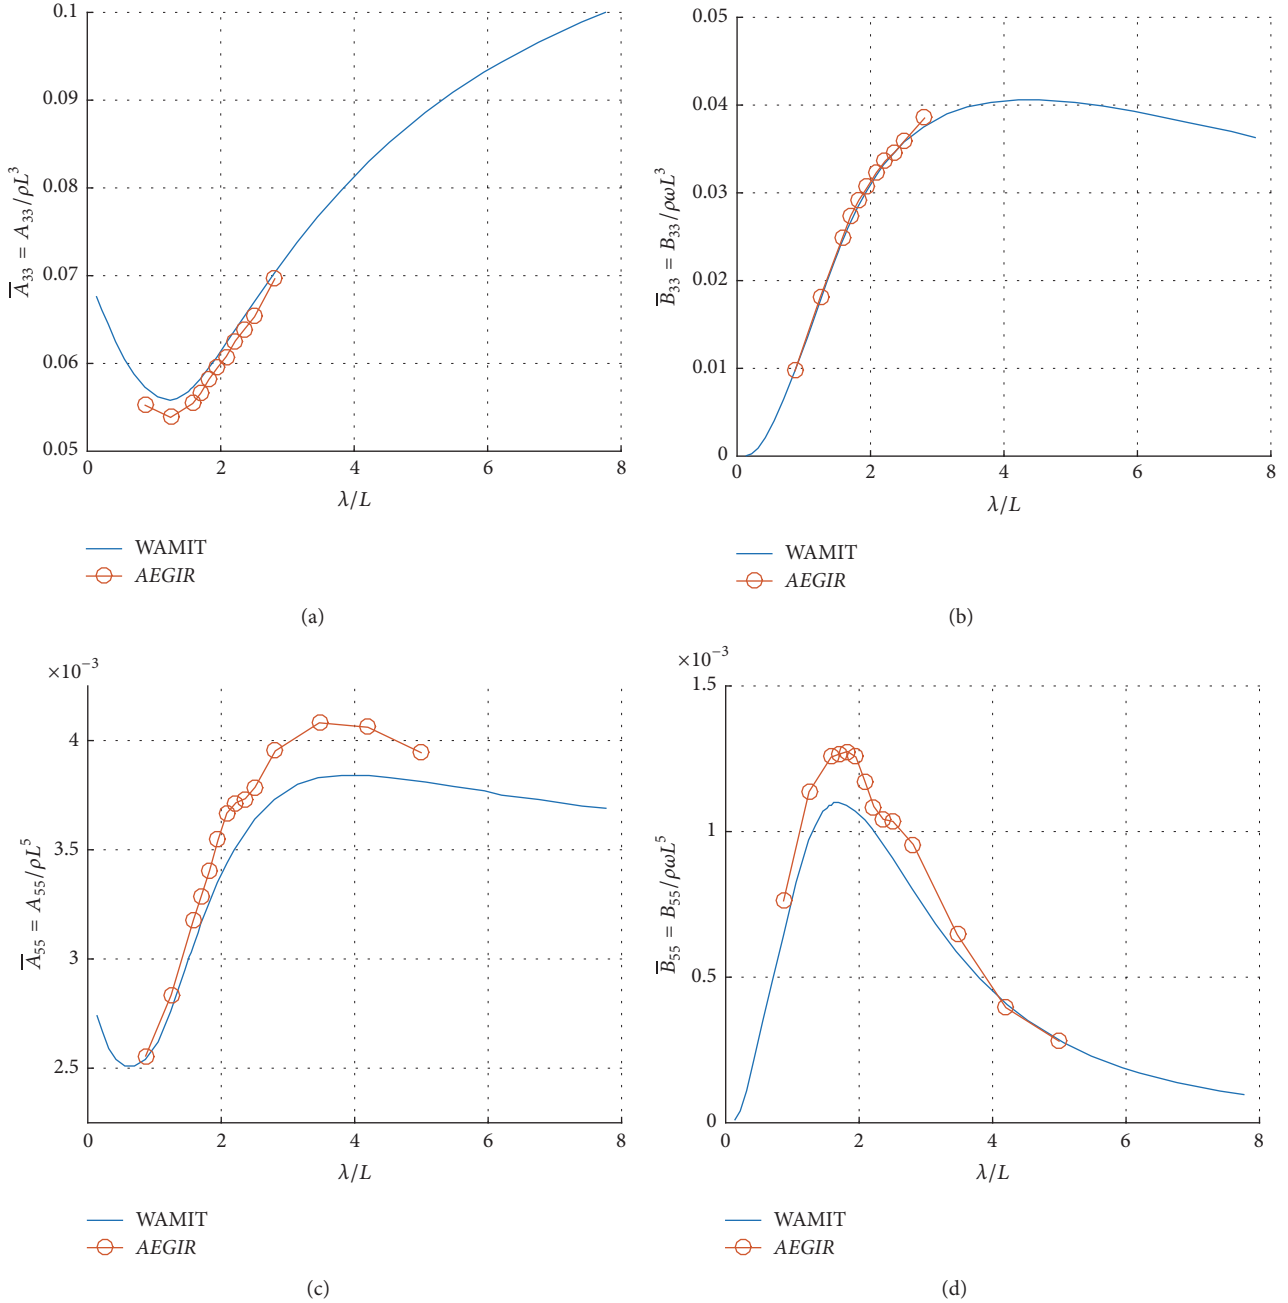 0.1
0.09
0.08
0.07
0.06
0.05
A̅₃₃ = A₃₃/ρL³
0 2 4 6 8
λ/L
WAMIT
AEGIR
(a)
0.05
0.04
0.03
0.02
0.01
0
B̅₃₃ = B₃₃/ρωL³
0 2 4 6 8
λ/L
WAMIT
AEGIR
(b)
×10⁻³
4
3.5
3
2.5
A̅₅₅ = A₅₅/ρL⁵
0 2 4 6 8
λ/L
WAMIT
AEGIR
(c)
×10⁻³
1.5
1
0.5
0
B̅₅₅ = B₅₅/ρωL⁵
0 2 4 6 8
λ/L
WAMIT
AEGIR
(d)